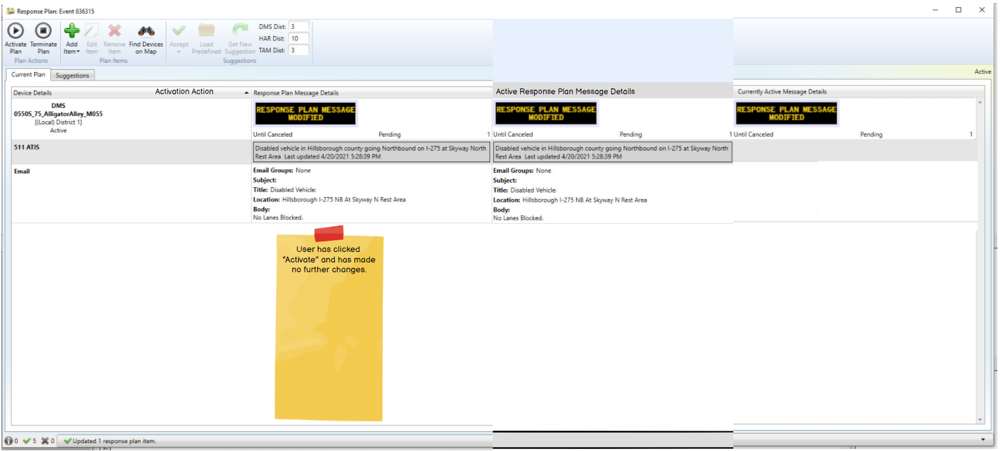 Response Plan: Event 836315
Activate Plan
Terminate Plan
Plan Actions
Add Item
Edit Item
Remove Item
Find Devices on Map
Plan Items
Accept
Load Predefined
Get New Suggestion
Suggestions
DMS Dist: 3
HAR Dist: 10
TAM Dist: 3
Current Plan
Suggestions
Active
Device Details
Activation Action
Response Plan Message Details
Active Response Plan Message Details
Currently Active Message Details
DMS
0550S_75_AlligatorAlley_M055
[(Local) District 1]
Active
RESPONSE PLAN MESSAGE
MODIFIED
Until Canceled Pending 1
RESPONSE PLAN MESSAGE
MODIFIED
Until Canceled Pending 1
RESPONSE PLAN MESSAGE
MODIFIED
Until Canceled Pending 1
511 ATIS
Disabled vehicle in Hillsborough county going Northbound on I-275 at Skyway North
Rest Area Last updated 4/20/2021 5:28:39 PM
Disabled vehicle in Hillsborough county going Northbound on I-275 at Skyway North
Rest Area Last updated 4/20/2021 5:28:39 PM
Email
Email Groups: None
Subject:
Title: Disabled Vehicle:
Location: Hillsborough I-275 NB At Skyway N Rest Area
Body:
No Lanes Blocked.
Email Groups: None
Subject:
Title: Disabled Vehicle:
Location: Hillsborough I-275 NB At Skyway N Rest Area
Body:
No Lanes Blocked.
User has clicked
"Activate" and has made
no further changes.
0 5 0 Updated 1 response plan item.